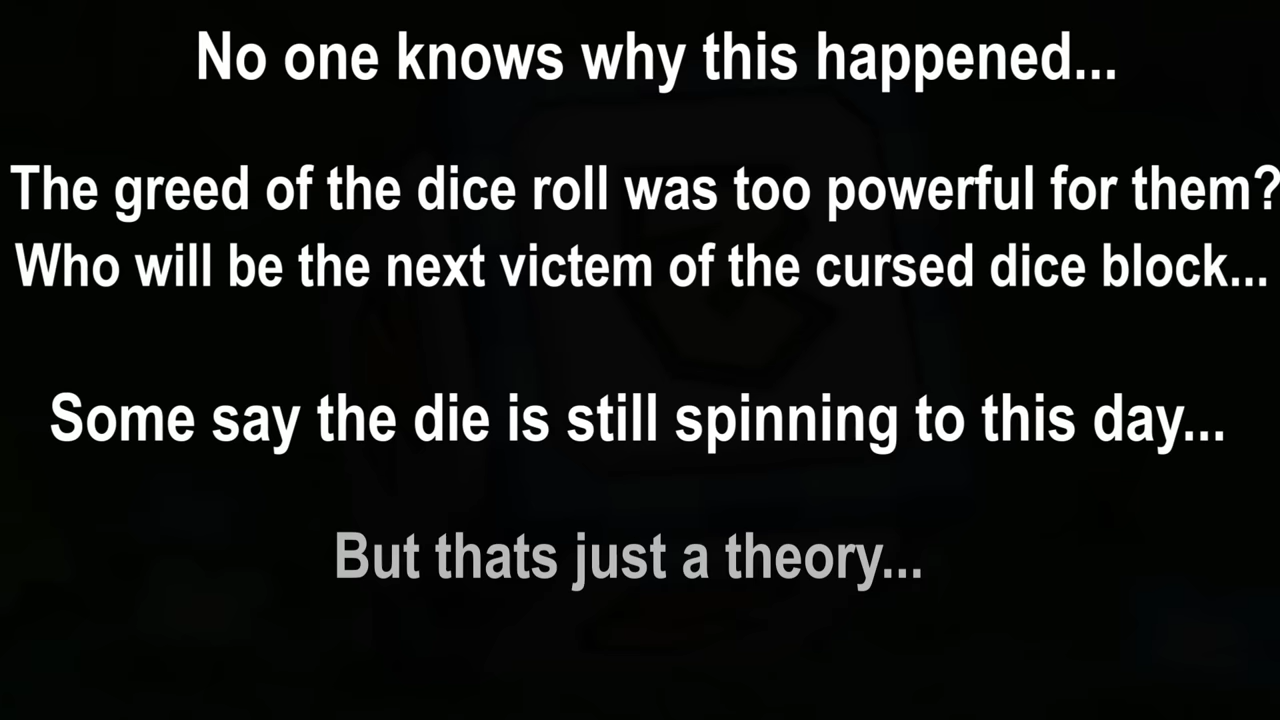 No one knows why this happened...
The greed of the dice roll was too powerful for them?
Who will be the next victem of the cursed dice block...
Some say the die is still spinning to this day...
But thats just a theory...